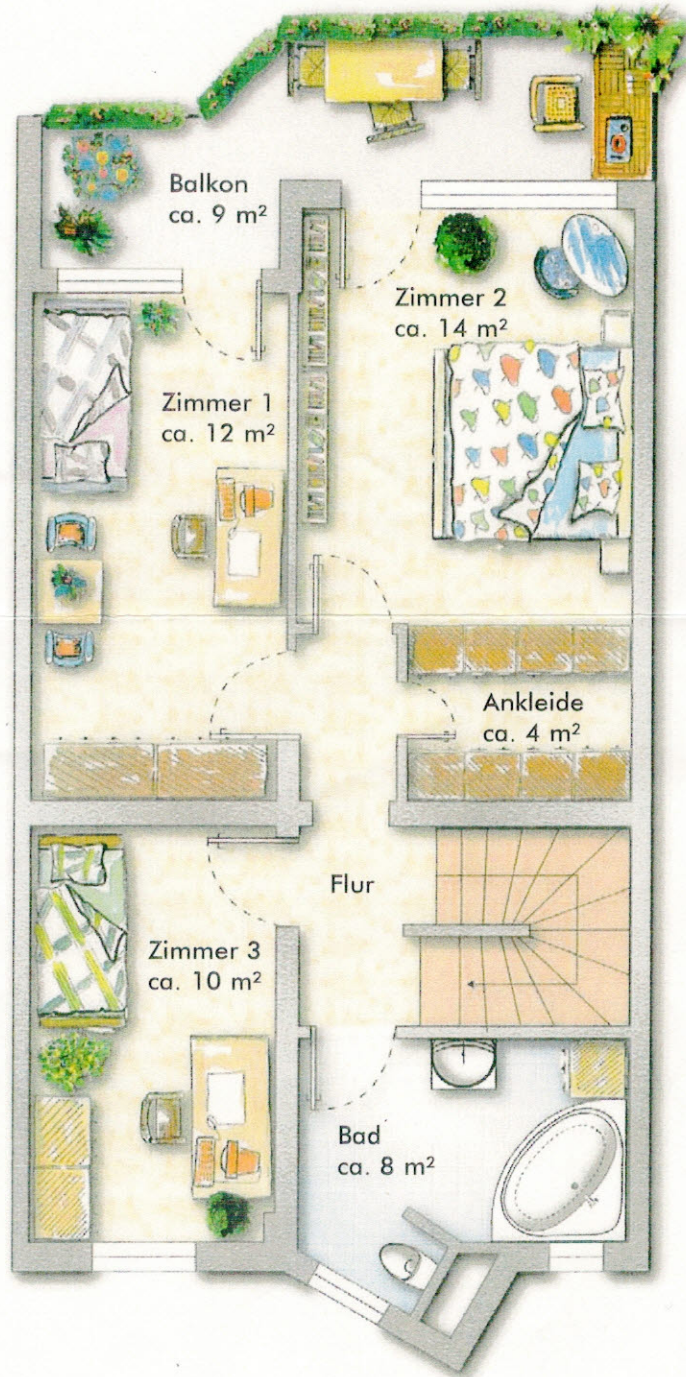 Balkon
ca. 9 m²
Zimmer 2
ca. 14 m²
Zimmer 1
ca. 12 m²
Ankleide
ca. 4 m²
Flur
Zimmer 3
ca. 10 m²
Bad
ca. 8 m²